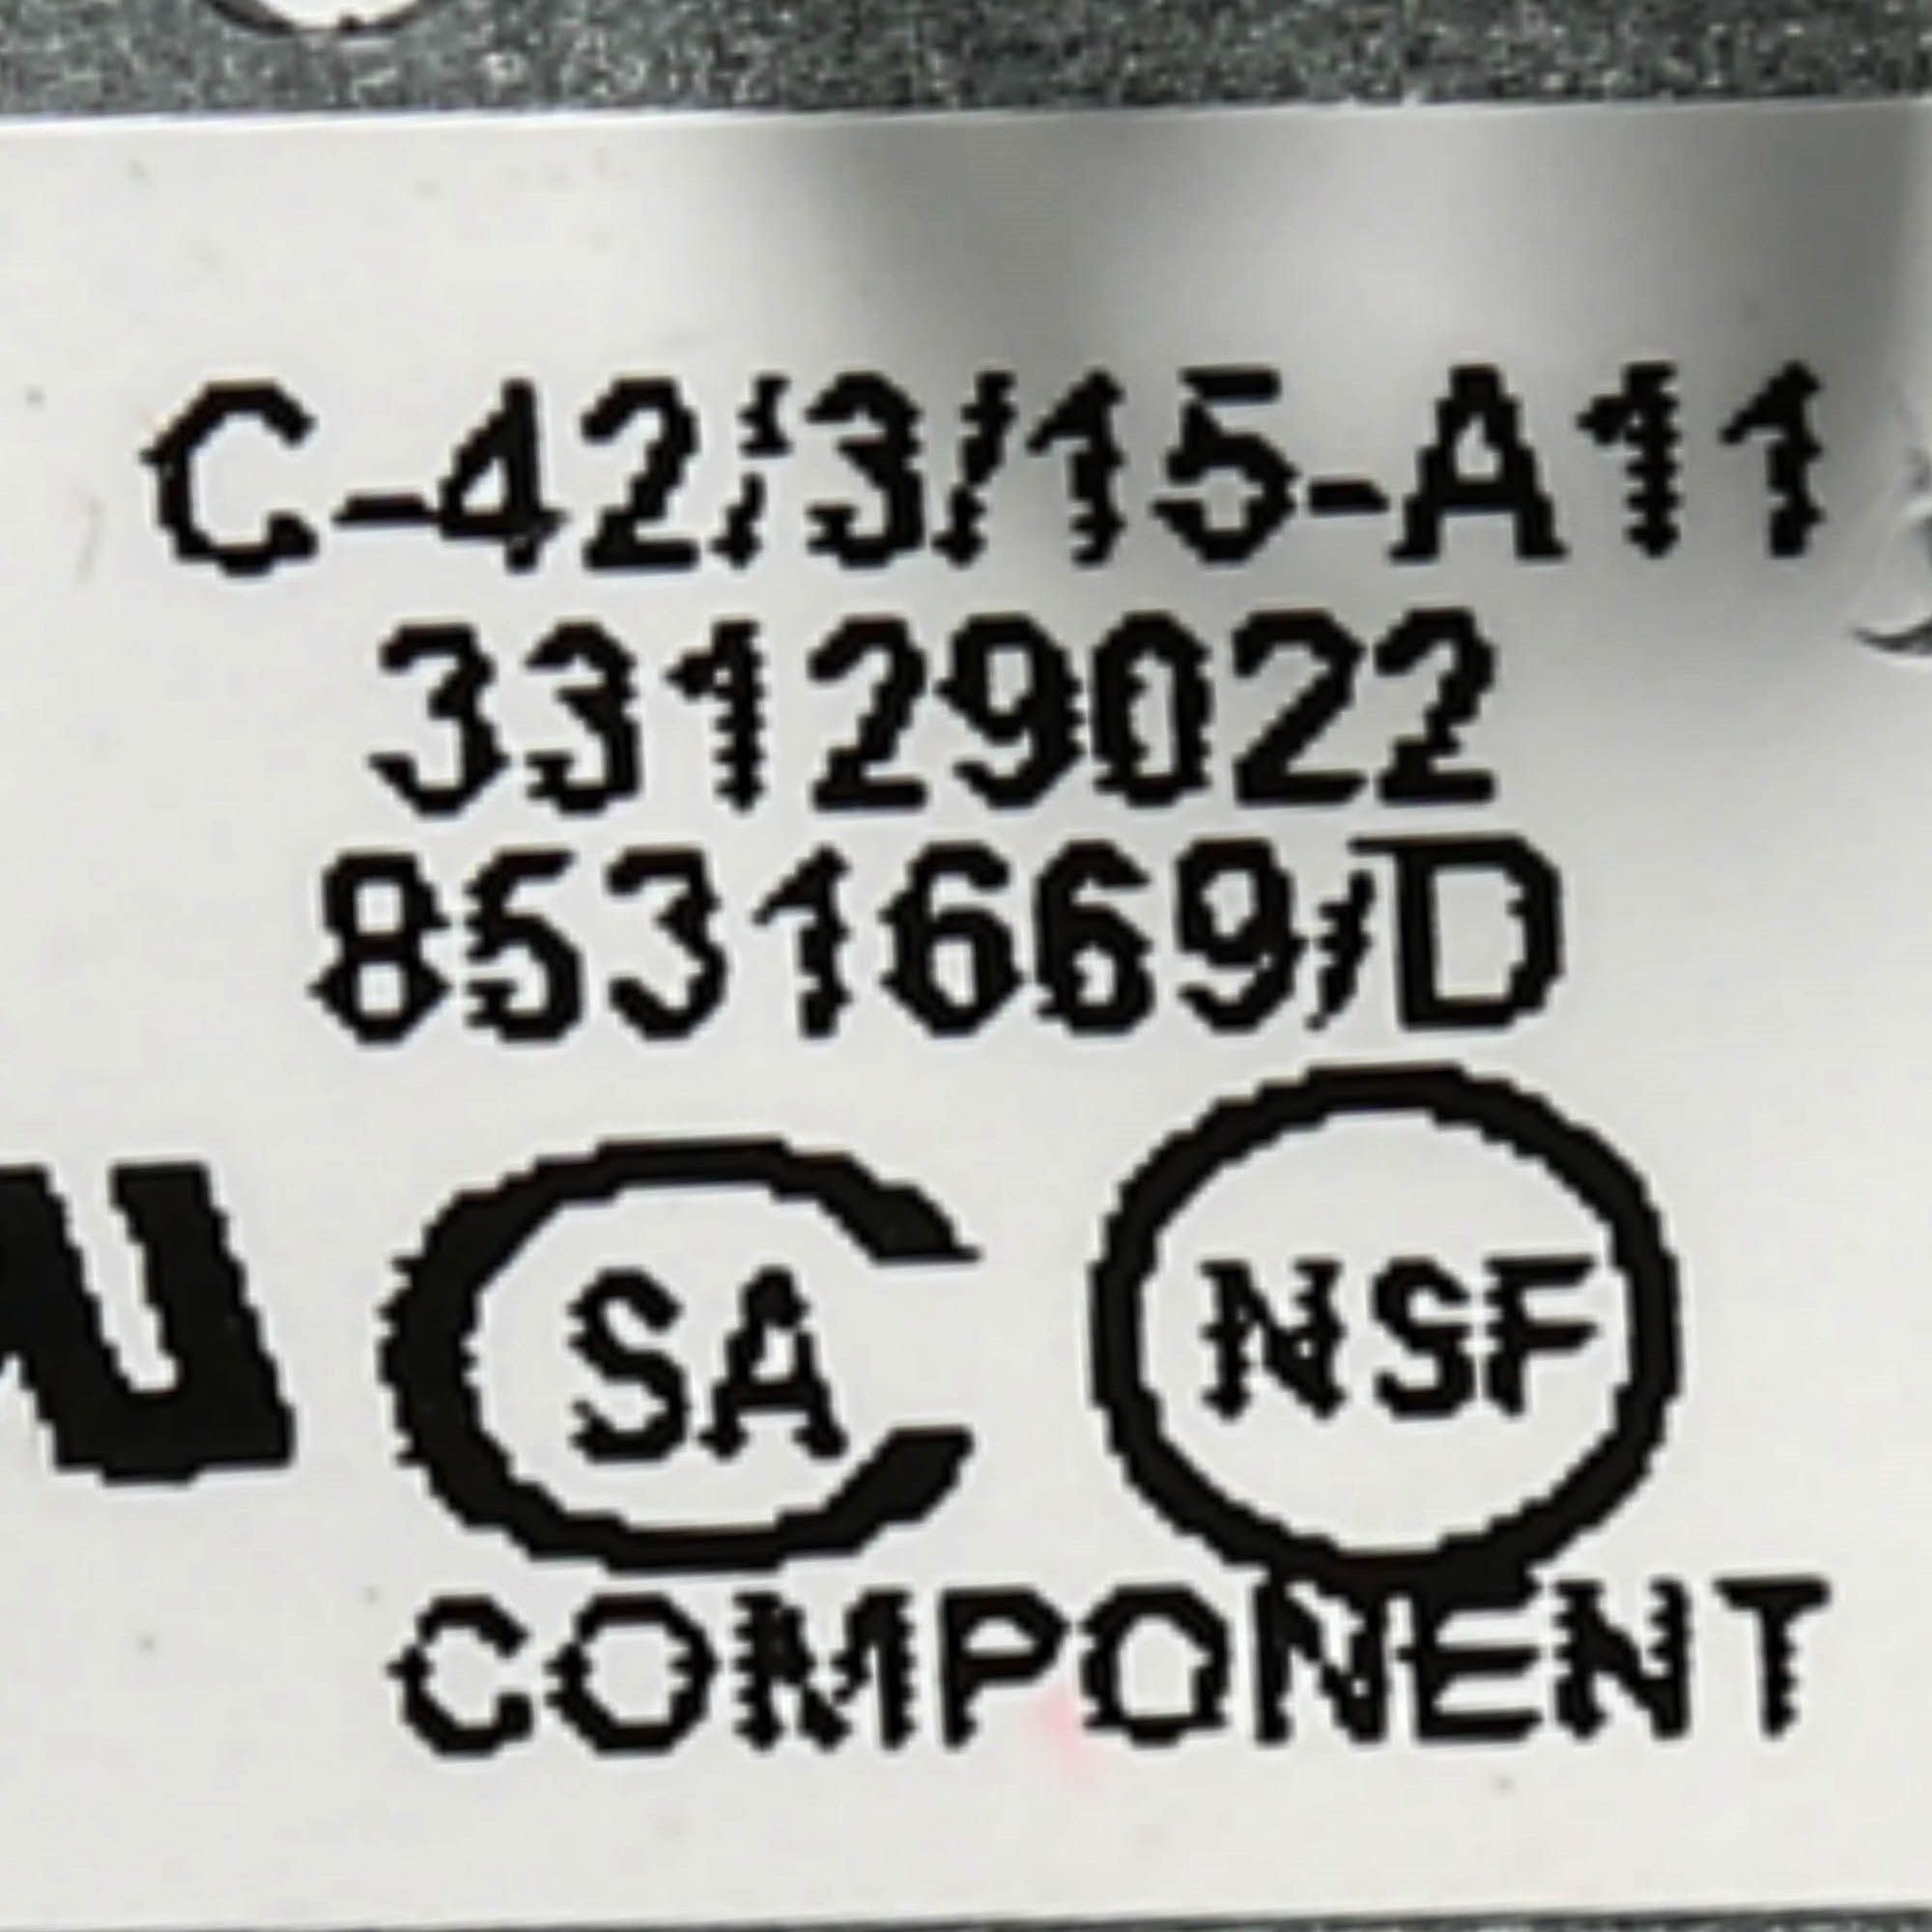 C-42/3/15-A11
33129022
8531669/D
SA NSF
COMPONENT